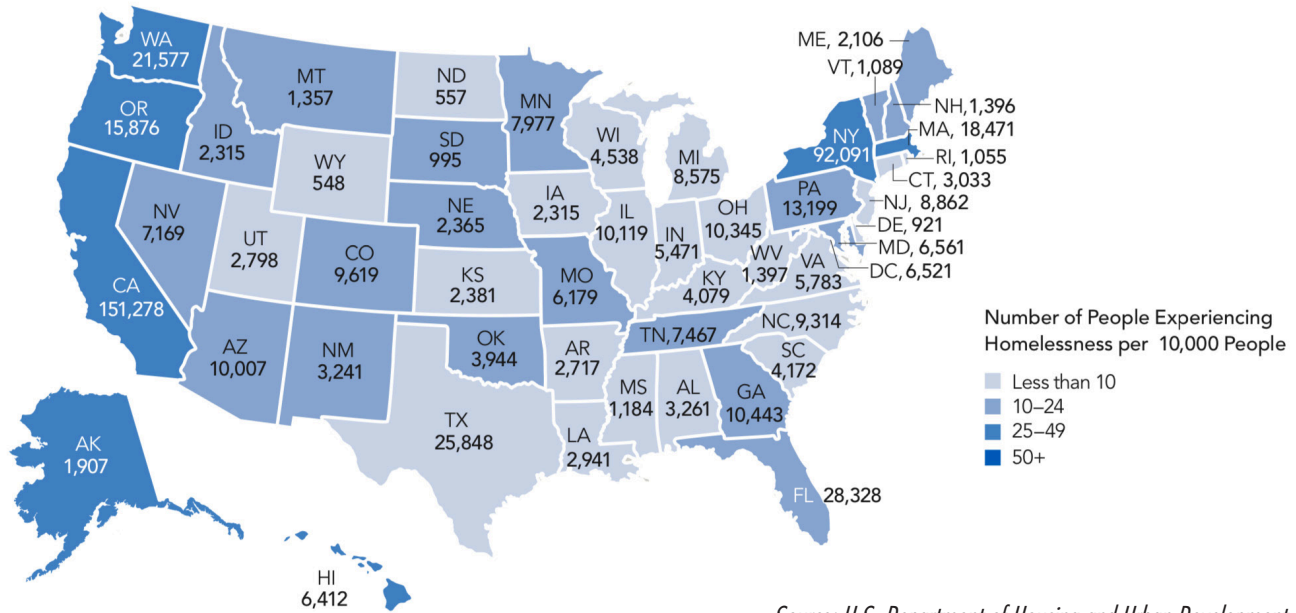 WA
21,577
OR
15,876
CA
151,278
ID
2,315
NV
7,169
MT
1,357
WY
548
UT
2,798
AZ
10,007
CO
9,619
NM
3,241
ND
557
SD
995
NE
2,365
KS
2,381
OK
3,944
TX
25,848
MN
7,977
IA
2,315
MO
6,179
AR
2,717
LA
2,941
WI
4,538
IL
10,119
MI
8,575
IN
5,471
OH
10,345
KY
4,079
TN, 7,467
MS
1,184
AL
3,261
GA
10,443
FL 28,328
SC
4,172
NC, 9,314
VA
5,783
WV
1,397
PA
13,199
NY
92,091
ME, 2,106
VT, 1,089
NH, 1,396
MA, 18,471
RI, 1,055
CT, 3,033
NJ, 8,862
DE, 921
MD, 6,561
DC, 6,521
AK
1,907
HI
6,412
Number of People Experiencing
Homelessness per 10,000 People
Less than 10
10–24
25–49
50+